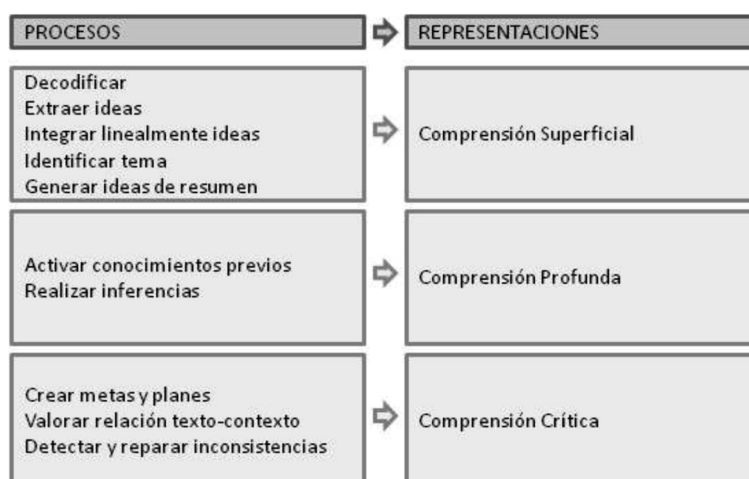 PROCESOS
REPRESENTACIONES
Decodificar
Extraer ideas
Integrar linealmente ideas
Identificar tema
Generar ideas de resumen
Comprensión Superficial
Activar conocimientos previos
Realizar inferencias
Comprensión Profunda
Crear metas y planes
Valorar relación texto-contexto
Detectar y reparar inconsistencias
Comprensión Crítica